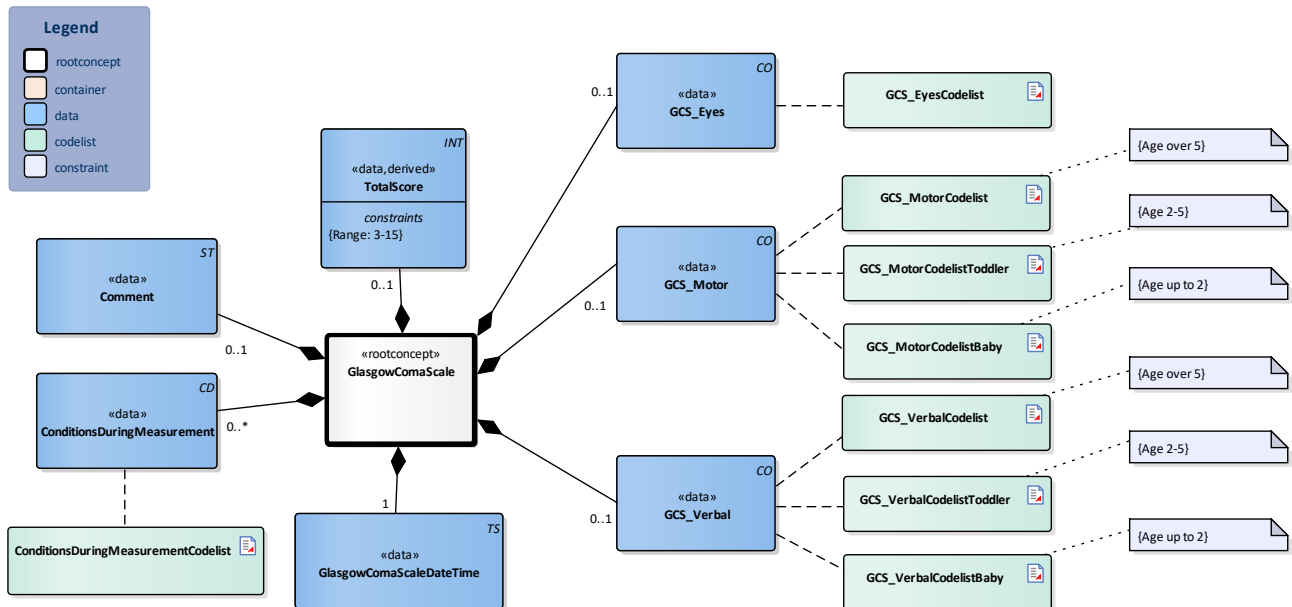 Legend
rootconcept
container
data
codelist
constraint
INT
«data,derived»
TotalScore
constraints
{Range: 3-15}
0..1
ST
«data»
Comment
0..1
CD
«data»
ConditionsDuringMeasurement
0..*
ConditionsDuringMeasurementCodelist
«rootconcept»
GlasgowComaScale
1
TS
«data»
GlasgowComaScaleDateTime
CO
«data»
GCS_Eyes
0..1
GCS_EyesCodelist
CO
«data»
GCS_Motor
0..1
GCS_MotorCodelist
{Age over 5}
GCS_MotorCodelistToddler
{Age 2-5}
GCS_MotorCodelistBaby
{Age up to 2}
CO
«data»
GCS_Verbal
0..1
GCS_VerbalCodelist
{Age over 5}
GCS_VerbalCodelistToddler
{Age 2-5}
GCS_VerbalCodelistBaby
{Age up to 2}